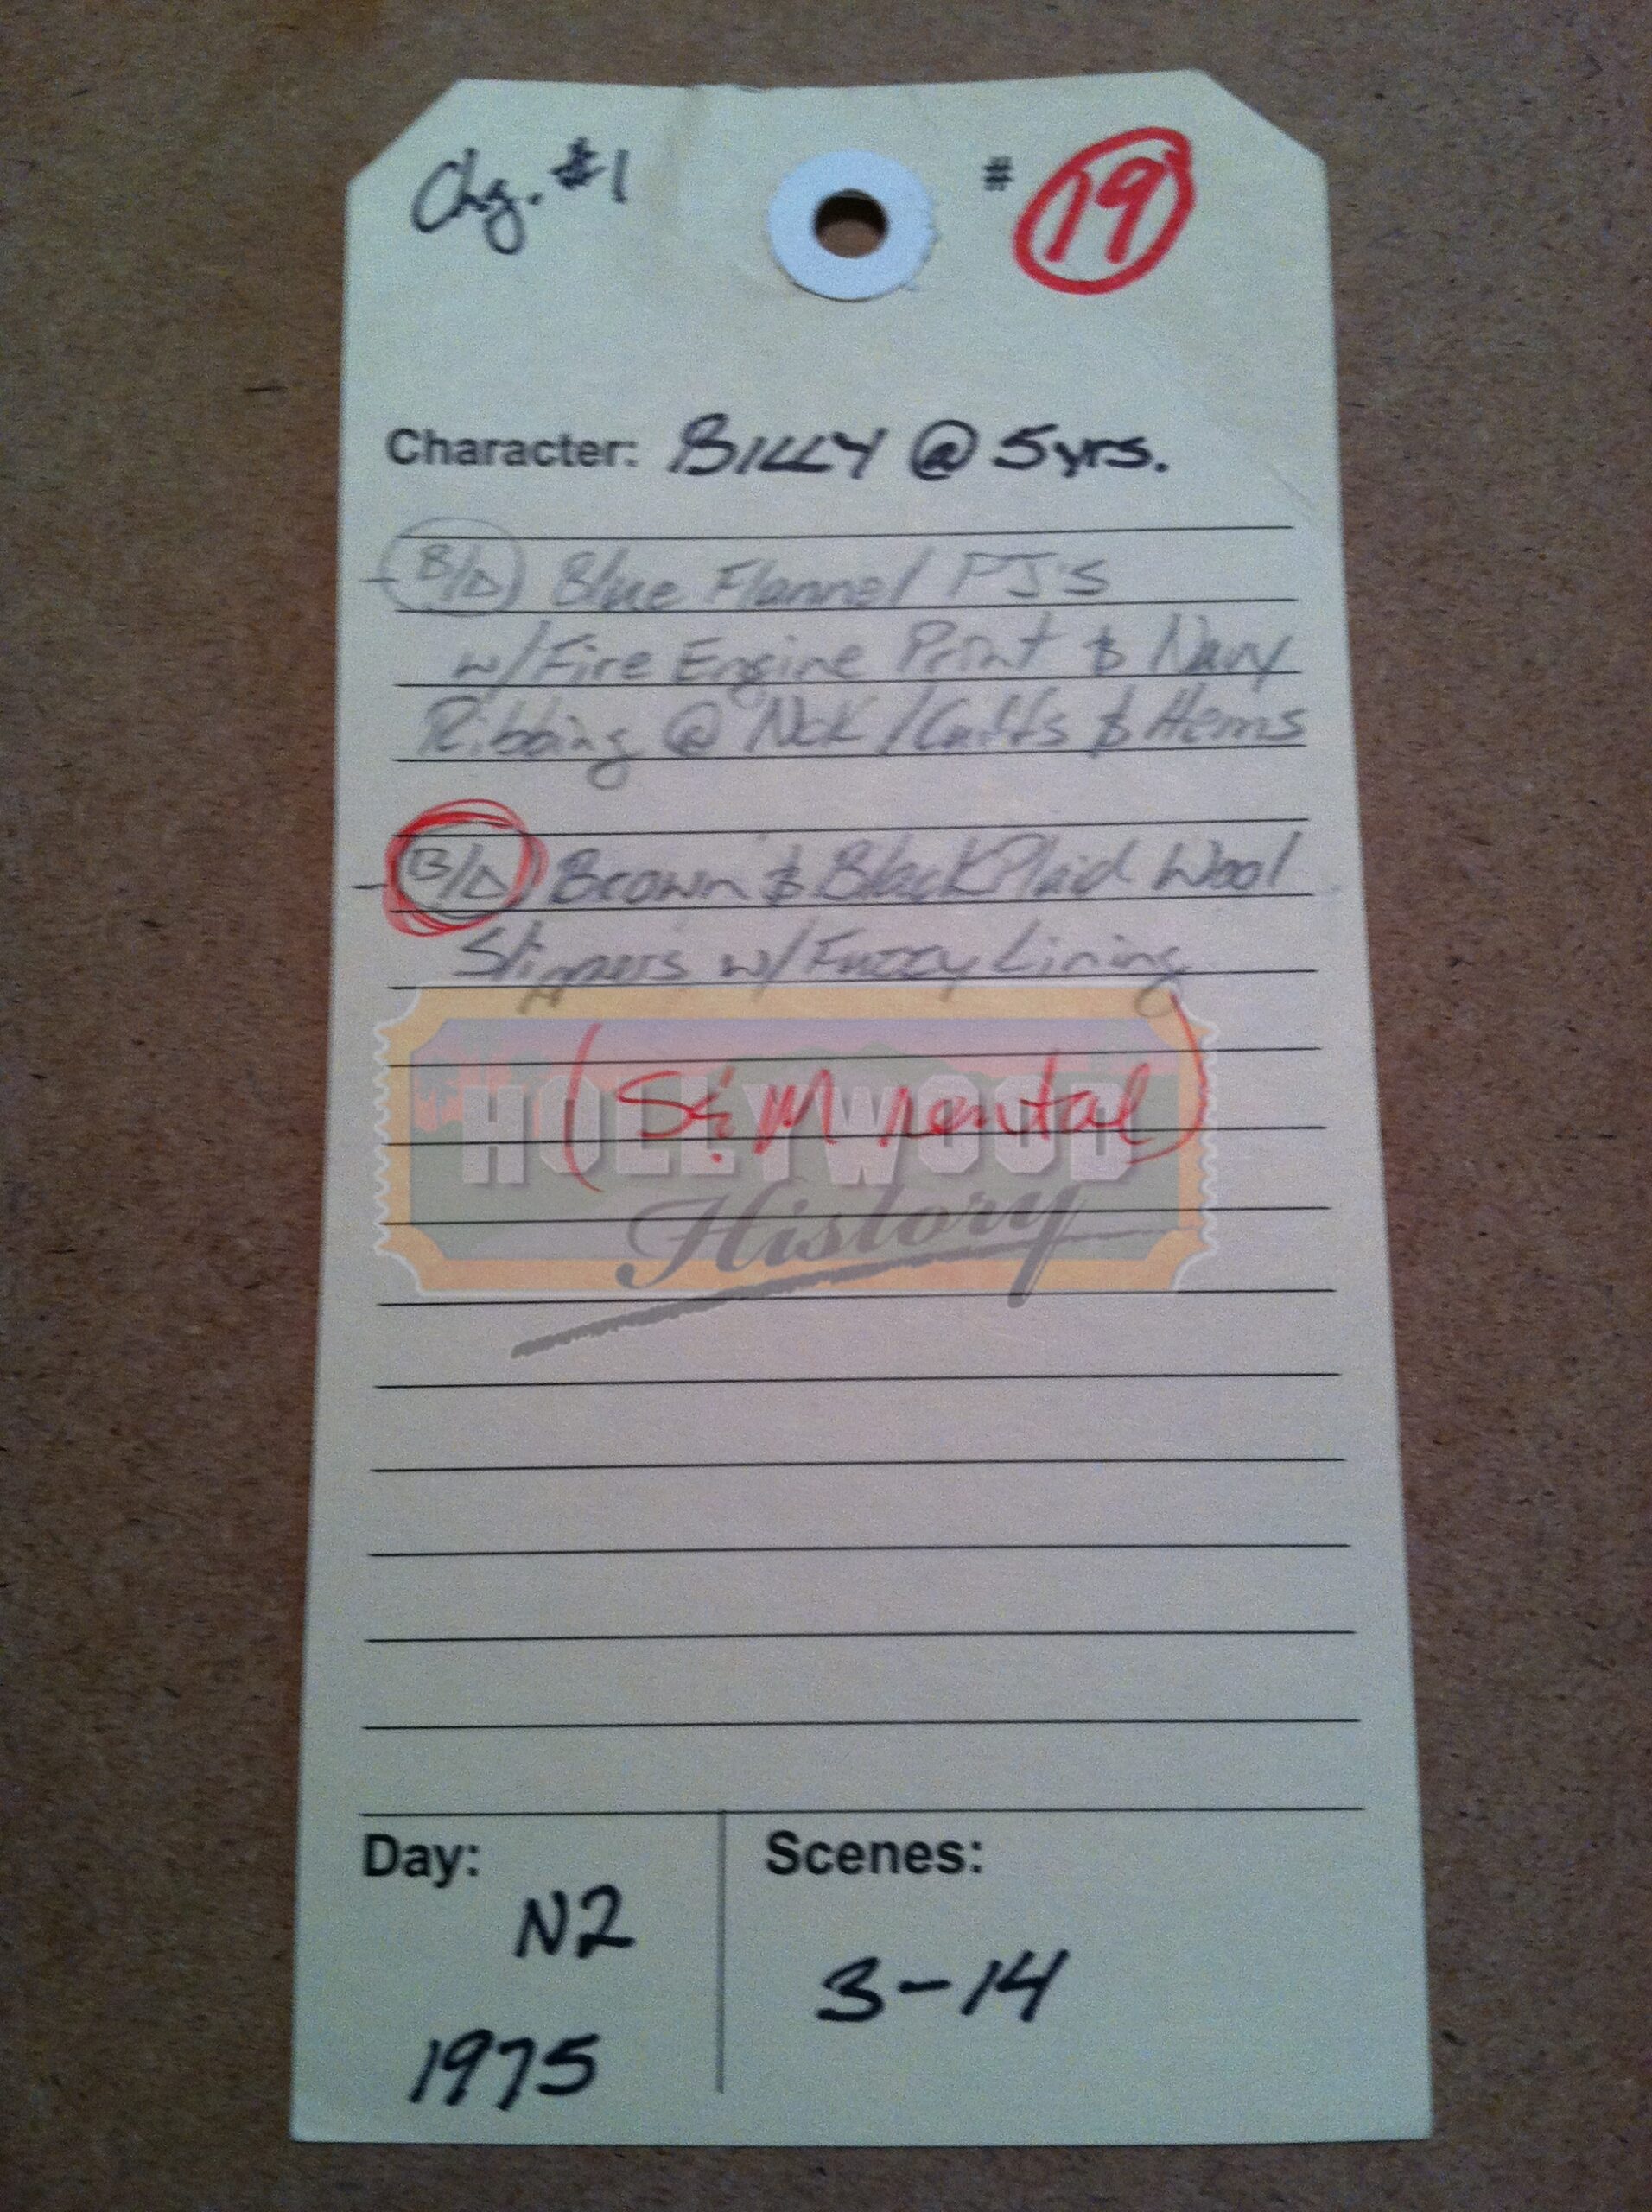 Chg. #1
# 19
Character: BILLY @ 5yrs.
- B/Δ Blue Flannel PJ's
w/Fire Engine Print & Navy
Ribbing @ Nck/Cuffs & Hems
- B/Δ Brown & Black Plaid Wool
Slippers w/Fuzzy Lining
(S&M rental)
HOLLYWOOD
History
Day:
N2
1975
Scenes:
3-14